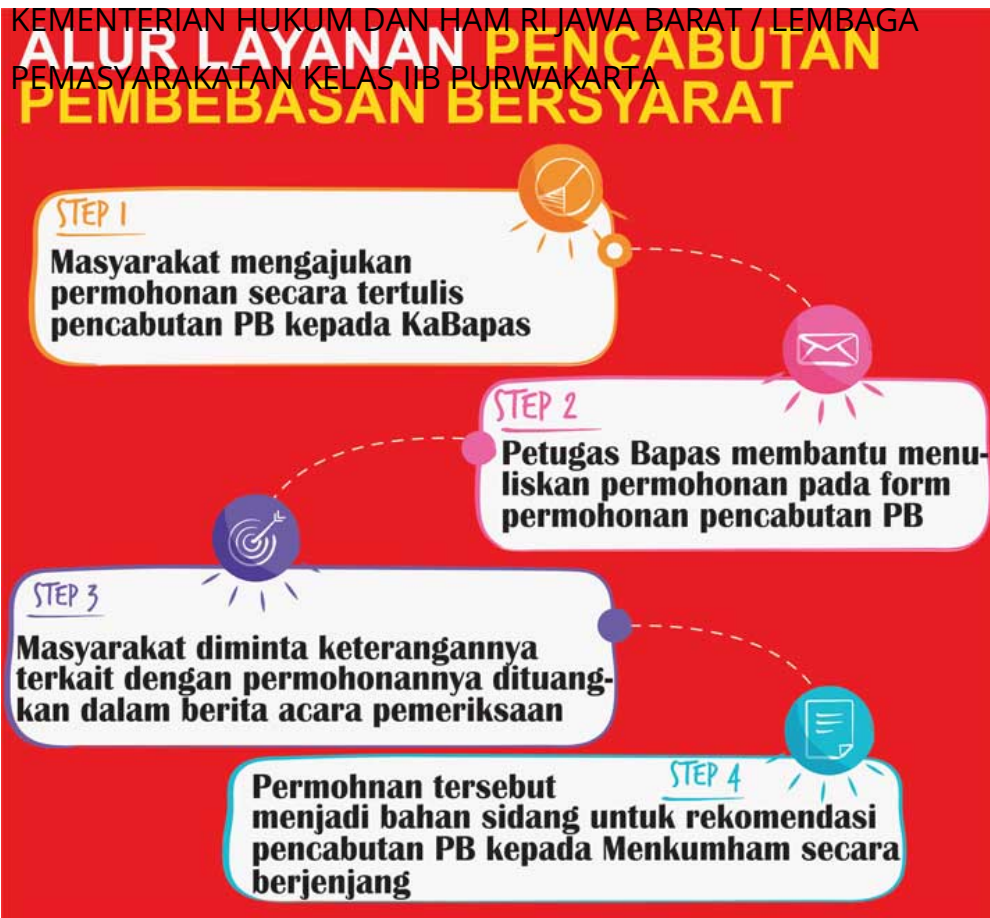 KEMENTERIAN HUKUM DAN HAM RI JAWA BARAT / LEMBAGA
PEMASYARAKATAN KELAS IIB PURWAKARTA
ALUR LAYANAN PENCABUTAN
PEMBEBASAN BERSYARAT
STEP 1
Masyarakat mengajukan
permohonan secara tertulis
pencabutan PB kepada KaBapas
STEP 2
Petugas Bapas membantu menu-
liskan permohonan pada form
permohonan pencabutan PB
STEP 3
Masyarakat diminta keterangannya
terkait dengan permohonannya dituang-
kan dalam berita acara pemeriksaan
STEP 4
Permohnan tersebut
menjadi bahan sidang untuk rekomendasi
pencabutan PB kepada Menkumham secara
berjenjang